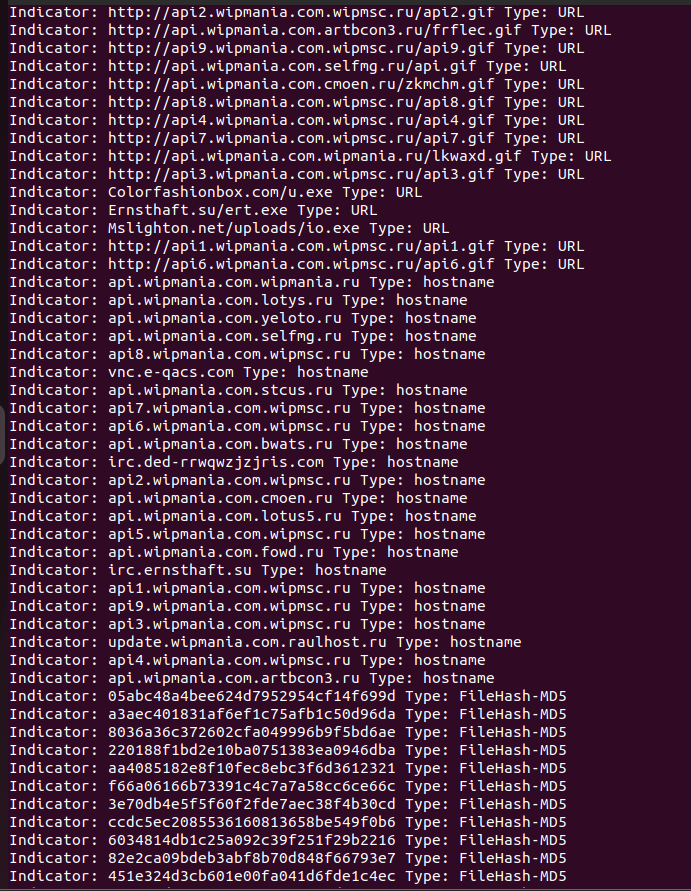 Indicator: http://api2.wipmania.com.wipmsc.ru/api2.gif Type: URL
Indicator: http://api.wipmania.com.artbcon3.ru/frflec.gif Type: URL
Indicator: http://api9.wipmania.com.wipmsc.ru/api9.gif Type: URL
Indicator: http://api.wipmania.com.selfmg.ru/api.gif Type: URL
Indicator: http://api.wipmania.com.cmoen.ru/zkmchm.gif Type: URL
Indicator: http://api8.wipmania.com.wipmsc.ru/api8.gif Type: URL
Indicator: http://api4.wipmania.com.wipmsc.ru/api4.gif Type: URL
Indicator: http://api7.wipmania.com.wipmsc.ru/api7.gif Type: URL
Indicator: http://api.wipmania.com.wipmania.ru/lkwaxd.gif Type: URL
Indicator: http://api3.wipmania.com.wipmsc.ru/api3.gif Type: URL
Indicator: Colorfashionbox.com/u.exe Type: URL
Indicator: Ernsthaft.su/ert.exe Type: URL
Indicator: Mslighton.net/uploads/io.exe Type: URL
Indicator: http://api1.wipmania.com.wipmsc.ru/api1.gif Type: URL
Indicator: http://api6.wipmania.com.wipmsc.ru/api6.gif Type: URL
Indicator: api.wipmania.com.wipmania.ru Type: hostname
Indicator: api.wipmania.com.lotys.ru Type: hostname
Indicator: api.wipmania.com.yeloto.ru Type: hostname
Indicator: api.wipmania.com.selfmg.ru Type: hostname
Indicator: api8.wipmania.com.wipmsc.ru Type: hostname
Indicator: vnc.e-qacs.com Type: hostname
Indicator: api.wipmania.com.stcus.ru Type: hostname
Indicator: api7.wipmania.com.wipmsc.ru Type: hostname
Indicator: api6.wipmania.com.wipmsc.ru Type: hostname
Indicator: api.wipmania.com.bwats.ru Type: hostname
Indicator: irc.ded-rrwqwzjzjris.com Type: hostname
Indicator: api2.wipmania.com.wipmsc.ru Type: hostname
Indicator: api.wipmania.com.cmoen.ru Type: hostname
Indicator: api.wipmania.com.lotus5.ru Type: hostname
Indicator: api5.wipmania.com.wipmsc.ru Type: hostname
Indicator: api.wipmania.com.fowd.ru Type: hostname
Indicator: irc.ernsthaft.su Type: hostname
Indicator: api1.wipmania.com.wipmsc.ru Type: hostname
Indicator: api9.wipmania.com.wipmsc.ru Type: hostname
Indicator: api3.wipmania.com.wipmsc.ru Type: hostname
Indicator: update.wipmania.com.raulhost.ru Type: hostname
Indicator: api4.wipmania.com.wipmsc.ru Type: hostname
Indicator: api.wipmania.com.artbcon3.ru Type: hostname
Indicator: 05abc48a4bee624d7952954cf14f699d Type: FileHash-MD5
Indicator: a3aec401831af6ef1c75afb1c50d96da Type: FileHash-MD5
Indicator: 8036a36c372602cfa049996b9f5bd6ae Type: FileHash-MD5
Indicator: 220188f1bd2e10ba0751383ea0946dba Type: FileHash-MD5
Indicator: aa4085182e8f10fec8ebc3f6d3612321 Type: FileHash-MD5
Indicator: f66a06166b73391c4c7a7a58cc6ce66c Type: FileHash-MD5
Indicator: 3e70db4e5f5f60f2fde7aec38f4b30cd Type: FileHash-MD5
Indicator: ccdc5ec2085536160813658be549f0b6 Type: FileHash-MD5
Indicator: 6034814db1c25a092c39f251f29b2216 Type: FileHash-MD5
Indicator: 82e2ca09bdeb3abf8b70d848f66793e7 Type: FileHash-MD5
Indicator: 451e324d3cb601e00fa041d6fde1c4ec Type: FileHash-MD5